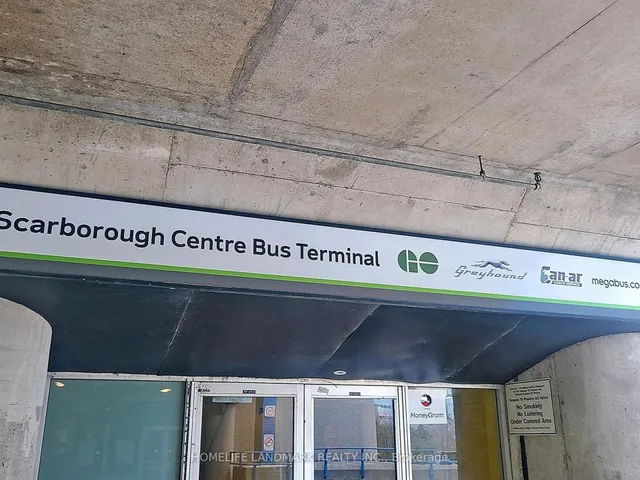 Scarborough Centre Bus Terminal GO Greyhound Can-ar megabus.co
MoneyGram
No Smoking
No Loitering
Under Covered Area
HOMELIFE LANDMARK REALTY INC., Brokerage